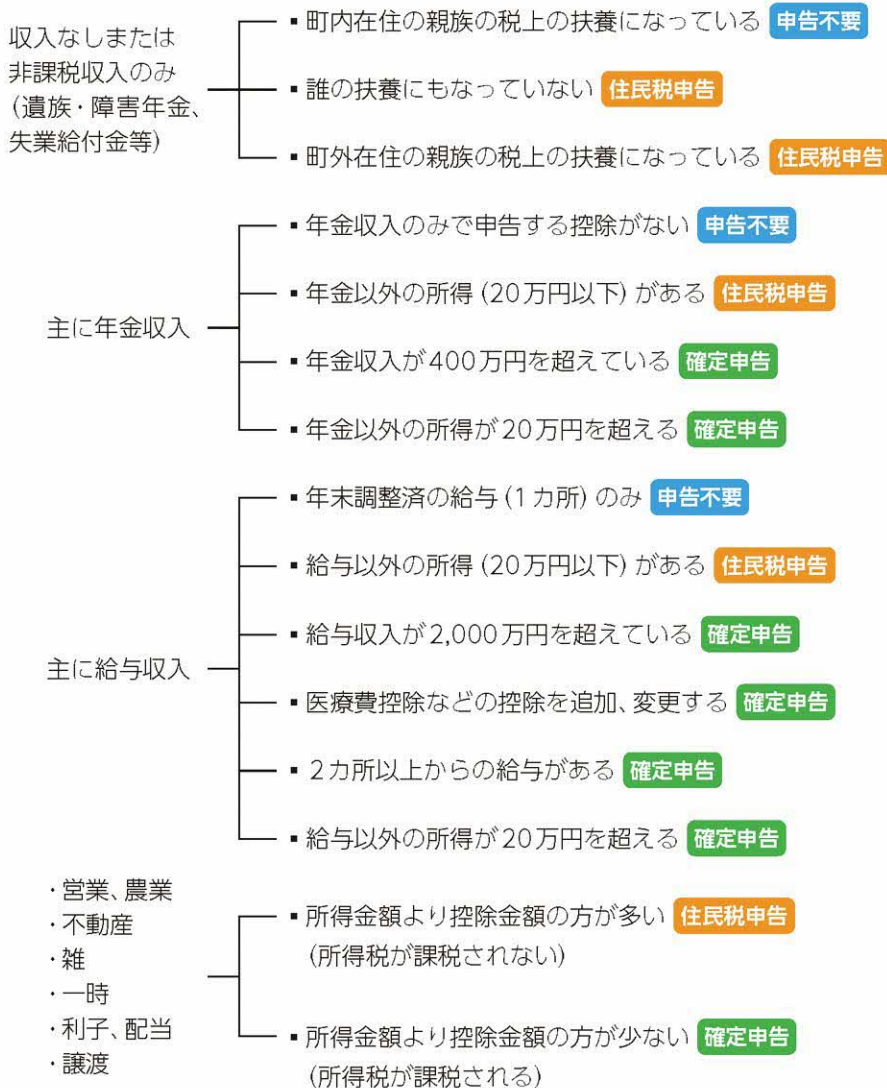 収入なしまたは
非課税収入のみ
(遺族・障害年金、
失業給付金等)
▪町内在住の親族の税上の扶養になっている 申告不要
▪誰の扶養にもなっていない 住民税申告
▪町外在住の親族の税上の扶養になっている 住民税申告
主に年金収入
▪年金収入のみで申告する控除がない 申告不要
▪年金以外の所得(20万円以下)がある 住民税申告
▪年金収入が400万円を超えている 確定申告
▪年金以外の所得が20万円を超える 確定申告
主に給与収入
▪年末調整済の給与(1カ所)のみ 申告不要
▪給与以外の所得(20万円以下)がある 住民税申告
▪給与収入が2,000万円を超えている 確定申告
▪医療費控除などの控除を追加、変更する 確定申告
▪2カ所以上からの給与がある 確定申告
▪給与以外の所得が20万円を超える 確定申告
・営業、農業
・不動産
・雑
・一時
・利子、配当
・譲渡
▪所得金額より控除金額の方が多い 住民税申告
(所得税が課税されない)
▪所得金額より控除金額の方が少ない 確定申告
(所得税が課税される)